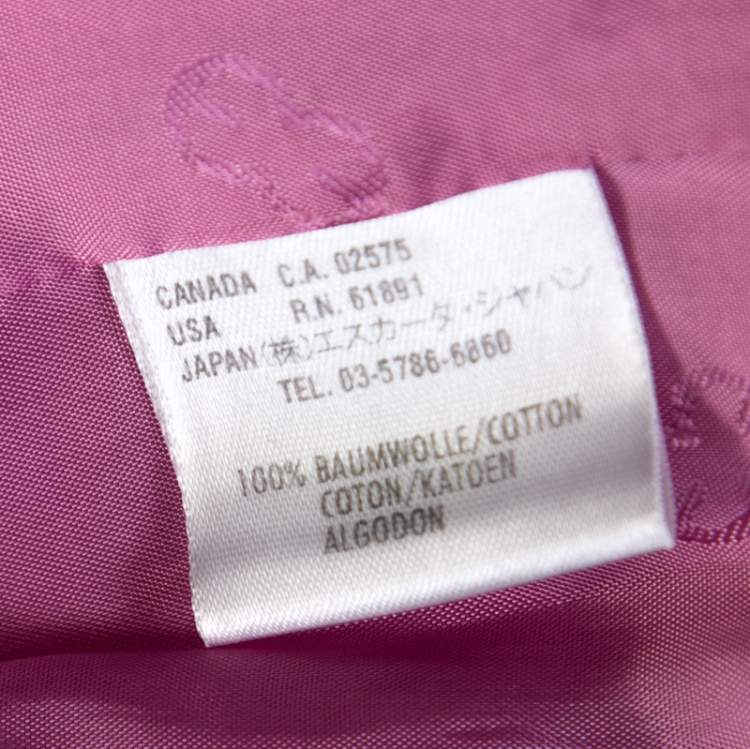 CANADA C.A. 02575
USA R.N. 61891
JAPAN (株)エスカーダ・ジャパン
TEL. 03-5786-6860
100% BAUMWOLLE/COTTON
COTON/KATOEN
ALGODON